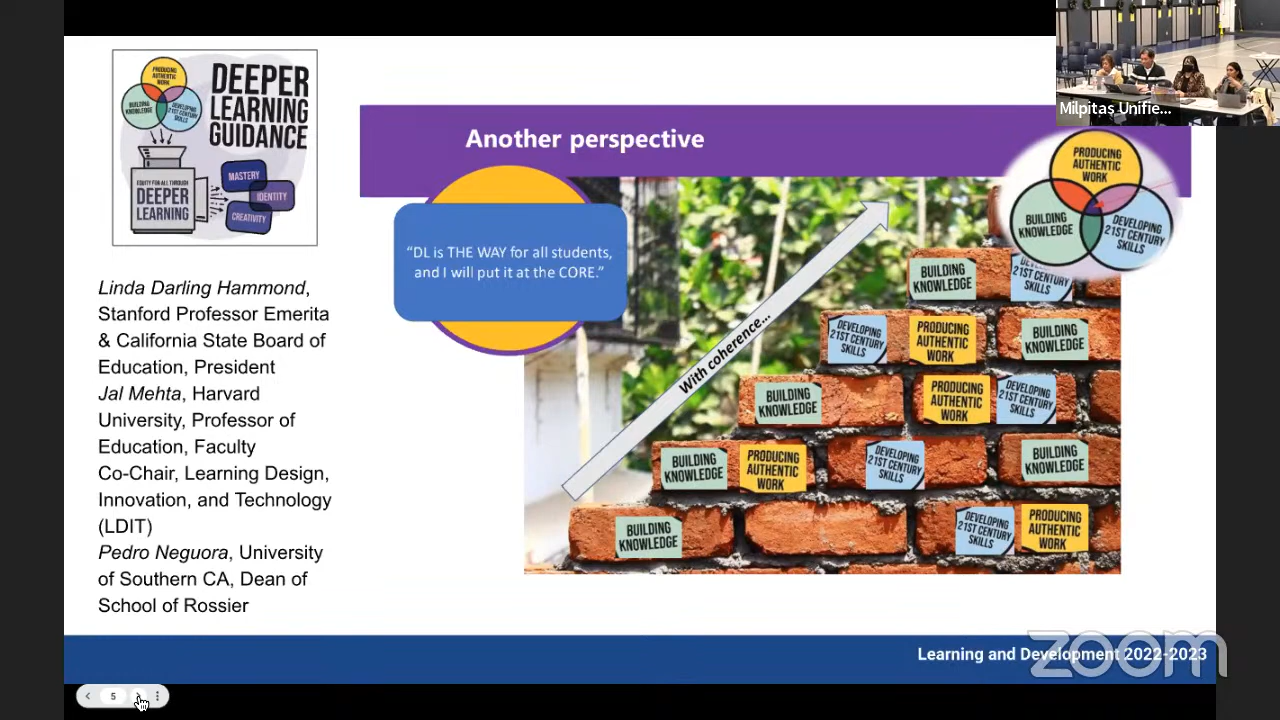 PRODUCING
AUTHENTIC
WORK
BUILDING
KNOWLEDGE
DEVELOPING
21ST CENTURY
SKILLS
DEEPER
LEARNING
GUIDANCE
EQUITY FOR ALL THROUGH
DEEPER
LEARNING
MASTERY
IDENTITY
CREATIVITY
Linda Darling Hammond,
Stanford Professor Emerita
& California State Board of
Education, President
Jal Mehta, Harvard
University, Professor of
Education, Faculty
Co-Chair, Learning Design,
Innovation, and Technology
(LDIT)
Pedro Neguora, University
of Southern CA, Dean of
School of Rossier
Another perspective
“DL is THE WAY for all students,
and I will put it at the CORE.”
With coherence...
Milpitas Unifie...
PRODUCING
AUTHENTIC
WORK
BUILDING
KNOWLEDGE
DEVELOPING
21ST CENTURY
SKILLS
BUILDING
KNOWLEDGE
DEVELOPING
21ST CENTURY
SKILLS
DEVELOPING
21ST CENTURY
SKILLS
PRODUCING
AUTHENTIC
WORK
BUILDING
KNOWLEDGE
BUILDING
KNOWLEDGE
PRODUCING
AUTHENTIC
WORK
DEVELOPING
21ST CENTURY
SKILLS
BUILDING
KNOWLEDGE
PRODUCING
AUTHENTIC
WORK
DEVELOPING
21ST CENTURY
SKILLS
BUILDING
KNOWLEDGE
BUILDING
KNOWLEDGE
DEVELOPING
21ST CENTURY
SKILLS
PRODUCING
AUTHENTIC
WORK
Learning and Development 2022-2023
zoom
5